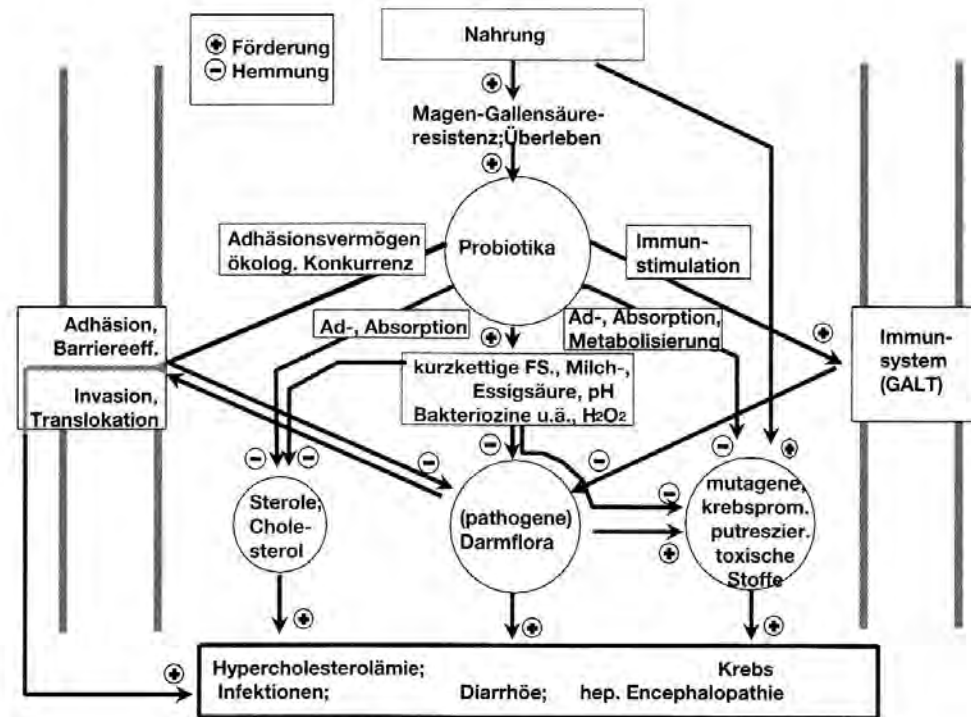 ⊕ Förderung
⊖ Hemmung
Nahrung
⊕
Magen-Gallensäure-
resistenz;Überleben
⊕
Probiotika
Adhäsionsvermögen
ökolog. Konkurrenz
Immun-
stimulation
Ad-, Absorption
Ad-, Absorption,
Metabolisierung
⊕
⊕
Adhäsion,
Barriereeff.
Invasion,
Translokation
kurzkettige FS., Milch-,
Essigsäure, pH
Bakteriozine u.ä., H₂O₂
Immun-
system
(GALT)
⊖
⊖
⊖
⊖
⊖
⊖
⊕
Sterole;
Chole-
sterol
(pathogene)
Darmflora
⊖
⊕
mutagene,
krebsprom.
putreszier.
toxische
Stoffe
⊕
⊕
⊕
⊕
Hypercholesterolämie;
Krebs
Infektionen;
Diarrhöe;
hep. Encephalopathie